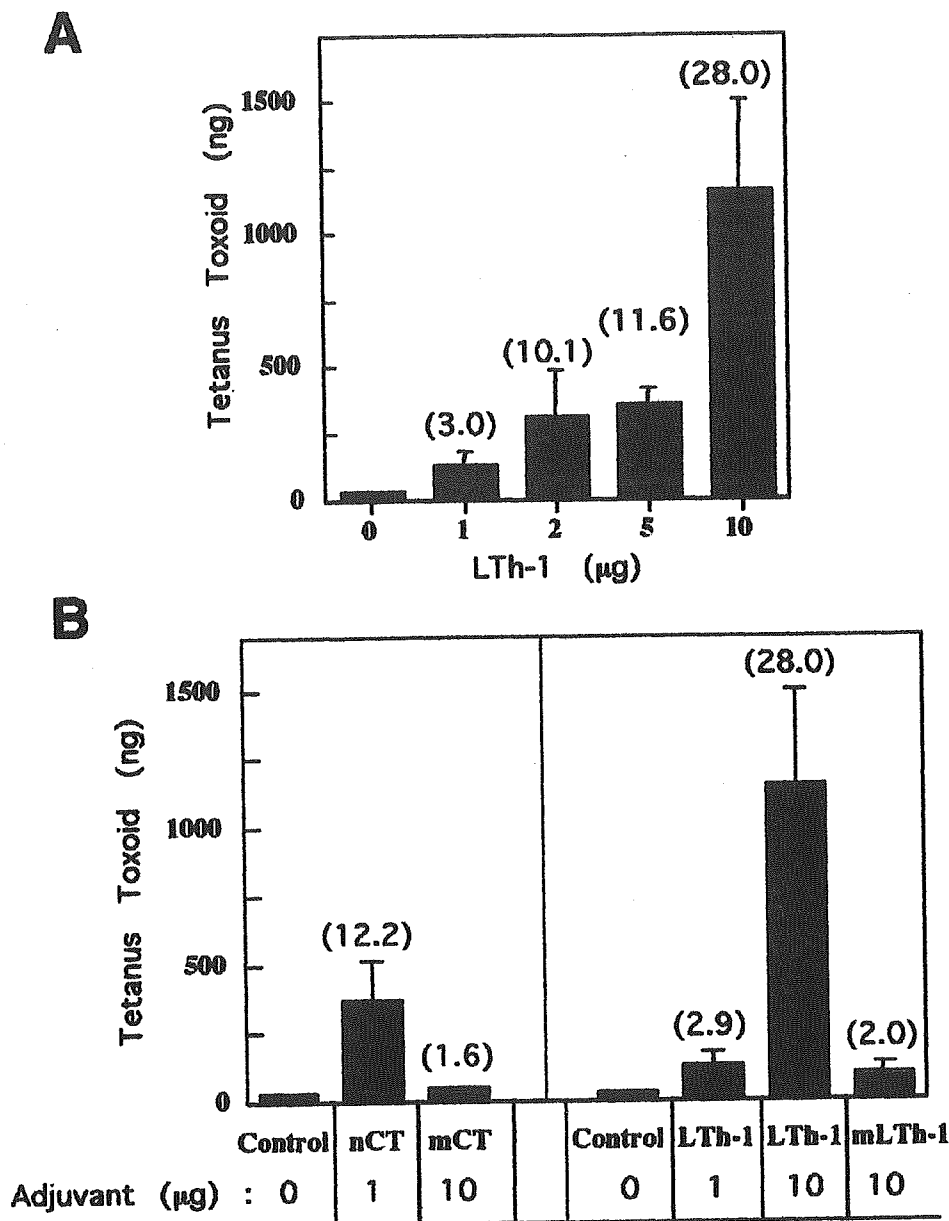 A
Tetanus Toxoid (ng)
1500
1000
500
0
(3.0)
(10.1)
(11.6)
(28.0)
0 1 2 5 10
LTh-1 (μg)
B
Tetanus Toxoid (ng)
1500
1000
500
0
(12.2)
(1.6)
(2.9)
(28.0)
(2.0)
Control nCT mCT Control LTh-1 LTh-1 mLTh-1
Adjuvant (μg) : 0 1 10 0 1 10 10